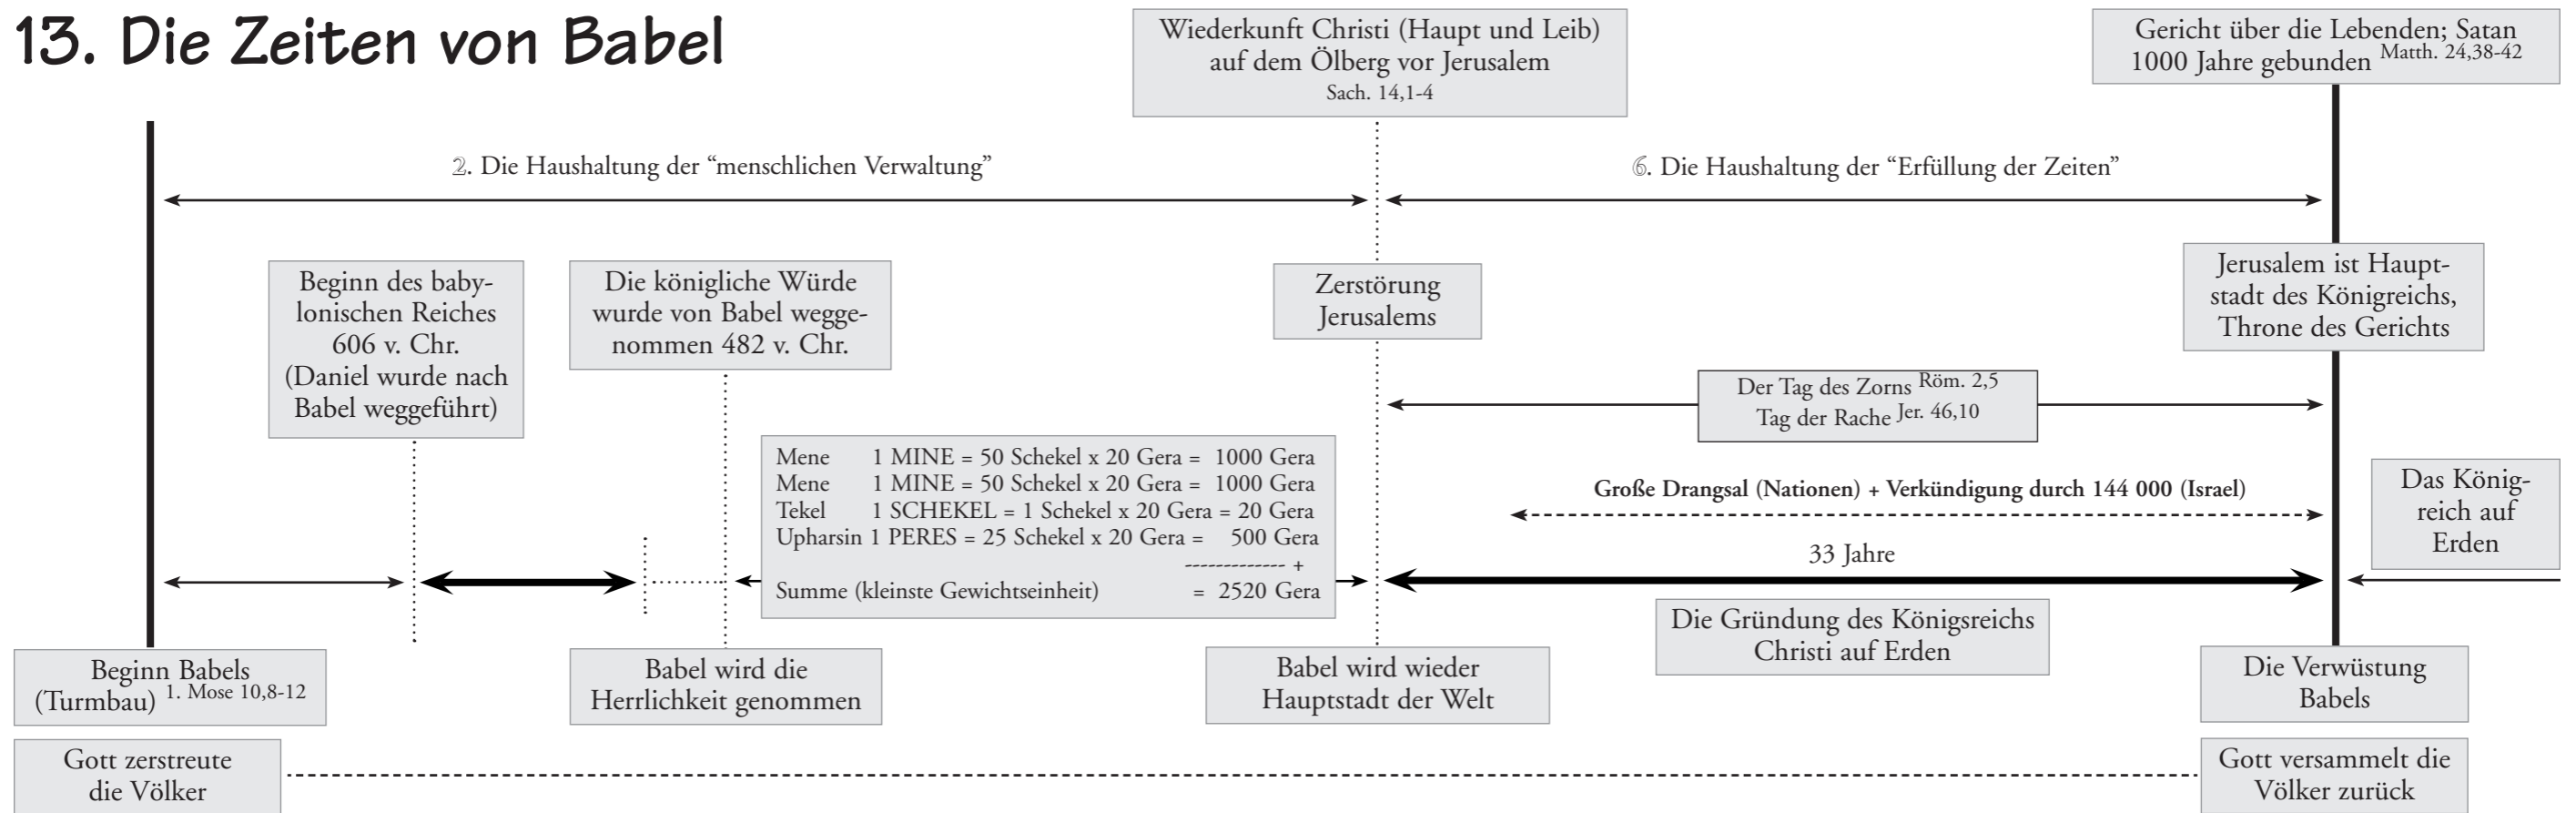 13. Die Zeiten von Babel
Wiederkunft Christi (Haupt und Leib)
auf dem Ölberg vor Jerusalem
Sach. 14,1-4
Gericht über die Lebenden; Satan
1000 Jahre gebunden Matth. 24,38-42
2. Die Haushaltung der “menschlichen Verwaltung”
6. Die Haushaltung der “Erfüllung der Zeiten”
Beginn des baby-
lonischen Reiches
606 v. Chr.
(Daniel wurde nach
Babel weggeführt)
Die königliche Würde
wurde von Babel wegge-
nommen 482 v. Chr.
Zerstörung
Jerusalems
Jerusalem ist Haupt-
stadt des Königreichs,
Throne des Gerichts
Der Tag des Zorns Röm. 2,5
Tag der Rache Jer. 46,10
Mene 1 MINE = 50 Schekel x 20 Gera = 1000 Gera
Mene 1 MINE = 50 Schekel x 20 Gera = 1000 Gera
Tekel 1 SCHEKEL = 1 Schekel x 20 Gera = 20 Gera
Upharsin 1 PERES = 25 Schekel x 20 Gera = 500 Gera
------------- +
Summe (kleinste Gewichtseinheit) = 2520 Gera
Große Drangsal (Nationen) + Verkündigung durch 144 000 (Israel)
Das König-
reich auf
Erden
33 Jahre
Die Gründung des Königsreichs
Christi auf Erden
Beginn Babels
(Turmbau) 1. Mose 10,8-12
Babel wird die
Herrlichkeit genommen
Babel wird wieder
Hauptstadt der Welt
Die Verwüstung
Babels
Gott zerstreute
die Völker
Gott versammelt die
Völker zurück